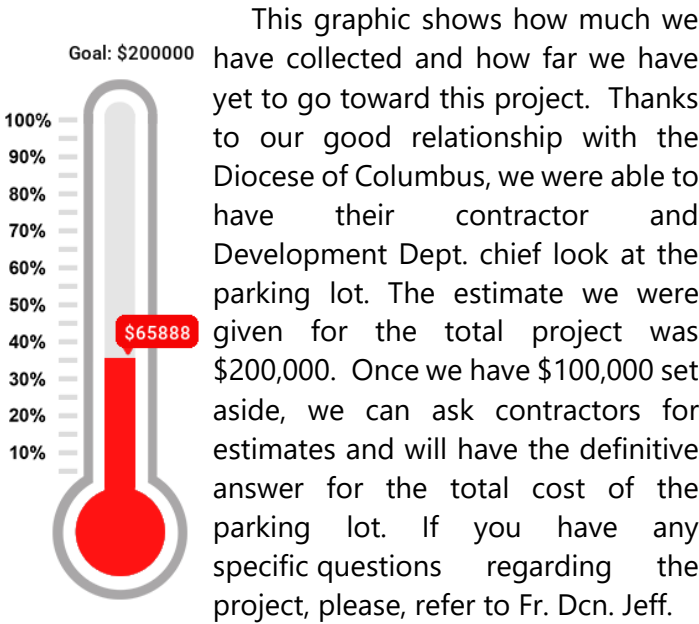 Goal: $200000
100%
90%
80%
70%
60%
50%
40%
30%
20%
10%
$65888
This graphic shows how much we
have collected and how far we have
yet to go toward this project. Thanks
to our good relationship with the
Diocese of Columbus, we were able to
have their contractor and
Development Dept. chief look at the
parking lot. The estimate we were
given for the total project was
$200,000. Once we have $100,000 set
aside, we can ask contractors for
estimates and will have the definitive
answer for the total cost of the
parking lot. If you have any
specific questions regarding the
project, please, refer to Fr. Dcn. Jeff.